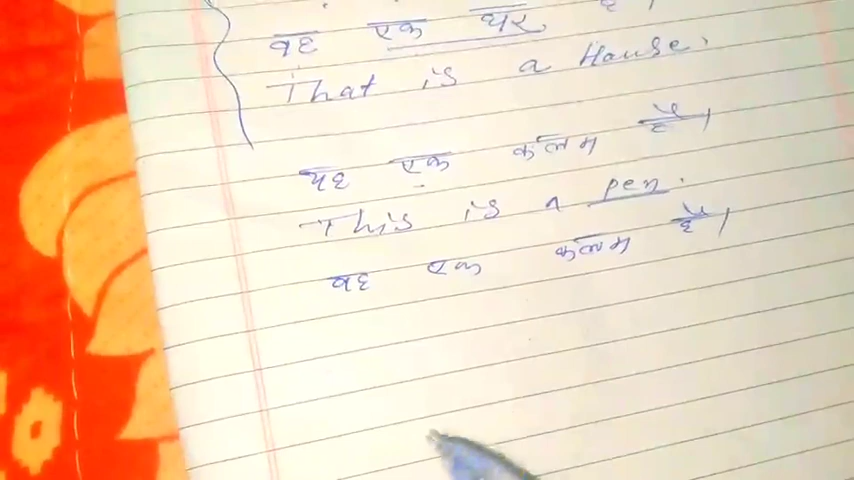 वह एक घर है।
That is a House.
यह एक कलम है।
This is a pen.
वह एक कलम है।